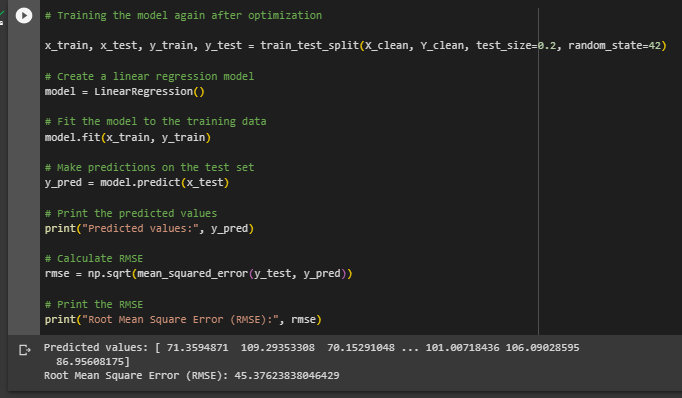 # Training the model again after optimization
x_train, x_test, y_train, y_test = train_test_split(X_clean, Y_clean, test_size=0.2, random_state=42)
# Create a linear regression model
model = LinearRegression()
# Fit the model to the training data
model.fit(x_train, y_train)
# Make predictions on the test set
y_pred = model.predict(x_test)
# Print the predicted values
print("Predicted values:", y_pred)
# Calculate RMSE
rmse = np.sqrt(mean_squared_error(y_test, y_pred))
# Print the RMSE
print("Root Mean Square Error (RMSE):", rmse)
Predicted values: [ 71.3594871  109.29353308  70.15291048 ... 101.00718436 106.09028595
  86.95608175]
Root Mean Square Error (RMSE): 45.37623838046429